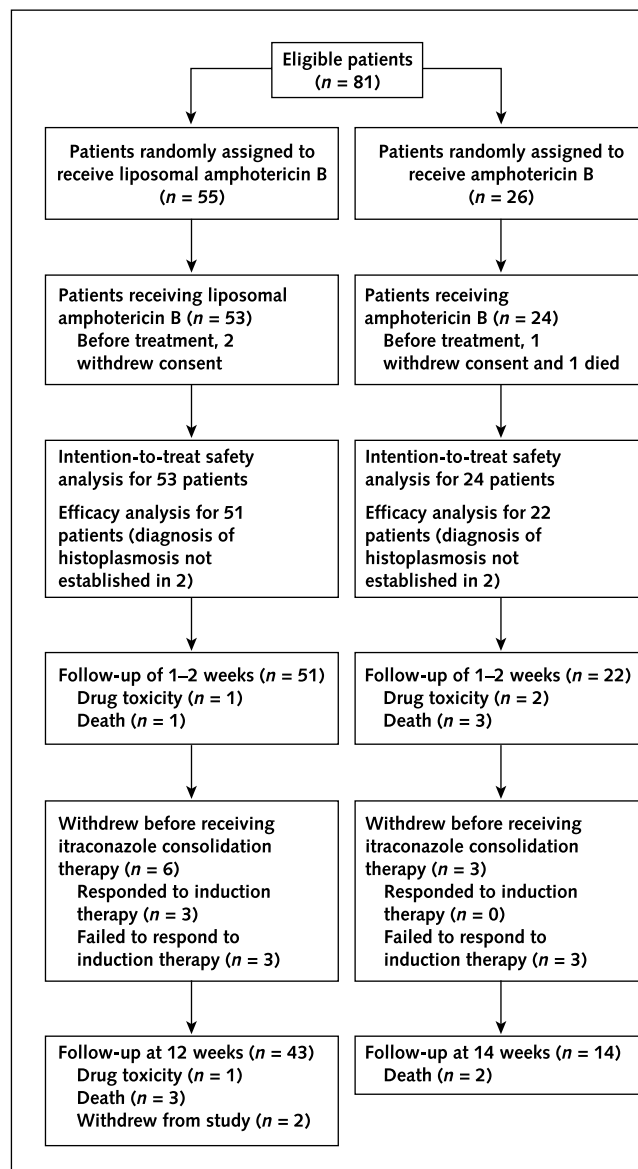 Eligible patients
(n = 81)
Patients randomly assigned to
receive liposomal amphotericin B
(n = 55)
Patients randomly assigned to
receive amphotericin B
(n = 26)
Patients receiving liposomal
amphotericin B (n = 53)
Before treatment, 2
withdrew consent
Patients receiving
amphotericin B (n = 24)
Before treatment, 1
withdrew consent and 1 died
Intention-to-treat safety
analysis for 53 patients
Efficacy analysis for 51
patients (diagnosis of
histoplasmosis not
established in 2)
Intention-to-treat safety
analysis for 24 patients
Efficacy analysis for 22
patients (diagnosis of
histoplasmosis not
established in 2)
Follow-up of 1–2 weeks (n = 51)
Drug toxicity (n = 1)
Death (n = 1)
Follow-up of 1–2 weeks (n = 22)
Drug toxicity (n = 2)
Death (n = 3)
Withdrew before receiving
itraconazole consolidation
therapy (n = 6)
Responded to induction
therapy (n = 3)
Failed to respond to
induction therapy (n = 3)
Withdrew before receiving
itraconazole consolidation
therapy (n = 3)
Responded to induction
therapy (n = 0)
Failed to respond to
induction therapy (n = 3)
Follow-up at 12 weeks (n = 43)
Drug toxicity (n = 1)
Death (n = 3)
Withdrew from study (n = 2)
Follow-up at 14 weeks (n = 14)
Death (n = 2)